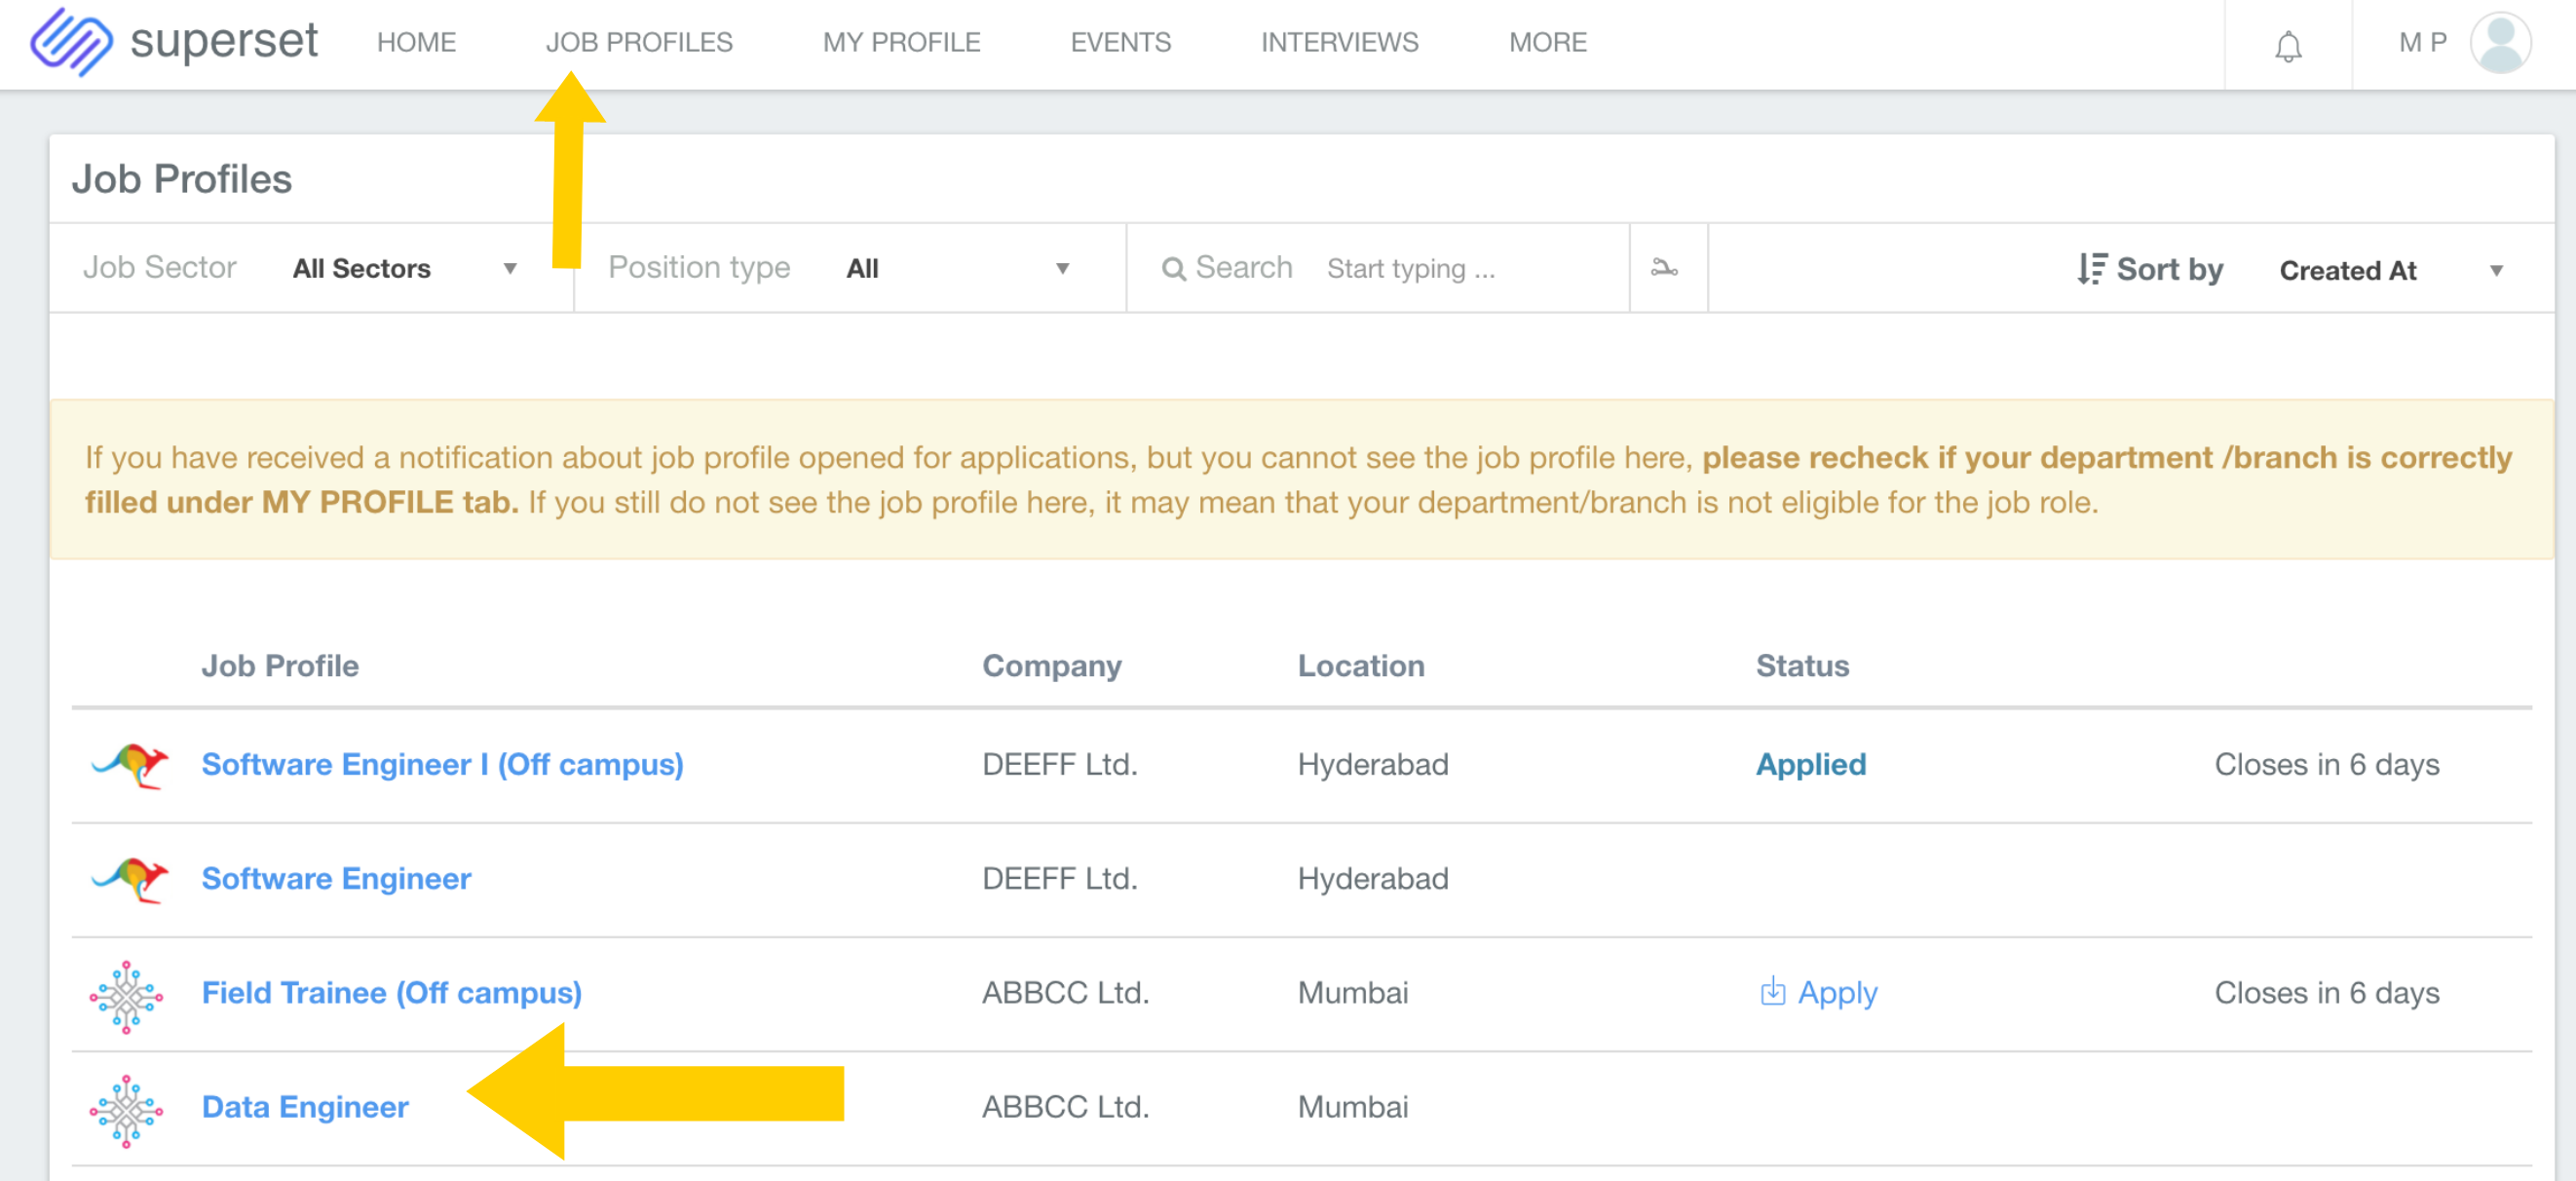 superset HOME JOB PROFILES MY PROFILE EVENTS INTERVIEWS MORE M P
Job Profiles
Job Sector All Sectors Position type All Search Start typing ... Sort by Created At
If you have received a notification about job profile opened for applications, but you cannot see the job profile here, please recheck if your department /branch is correctly
filled under MY PROFILE tab. If you still do not see the job profile here, it may mean that your department/branch is not eligible for the job role.
Job Profile Company Location Status
Software Engineer I (Off campus) DEEFF Ltd. Hyderabad Applied Closes in 6 days
Software Engineer DEEFF Ltd. Hyderabad
Field Trainee (Off campus) ABBCC Ltd. Mumbai Apply Closes in 6 days
Data Engineer ABBCC Ltd. Mumbai